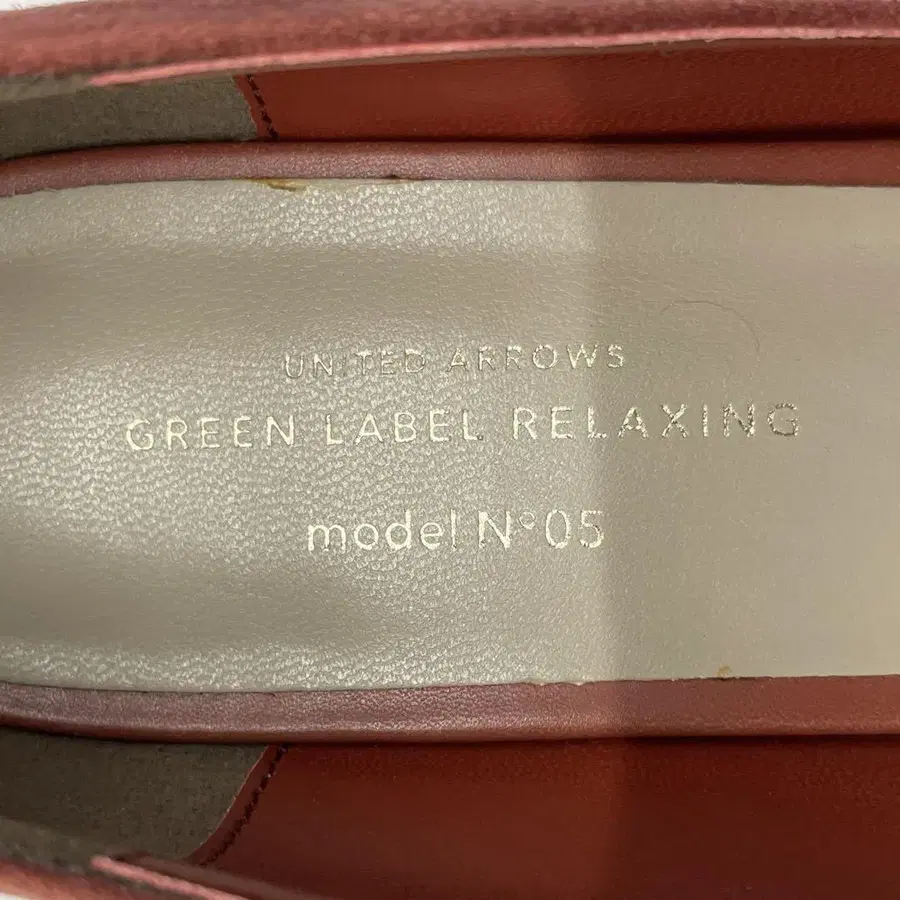 UNITED ARROWS
GREEN LABEL RELAXING
model N°05